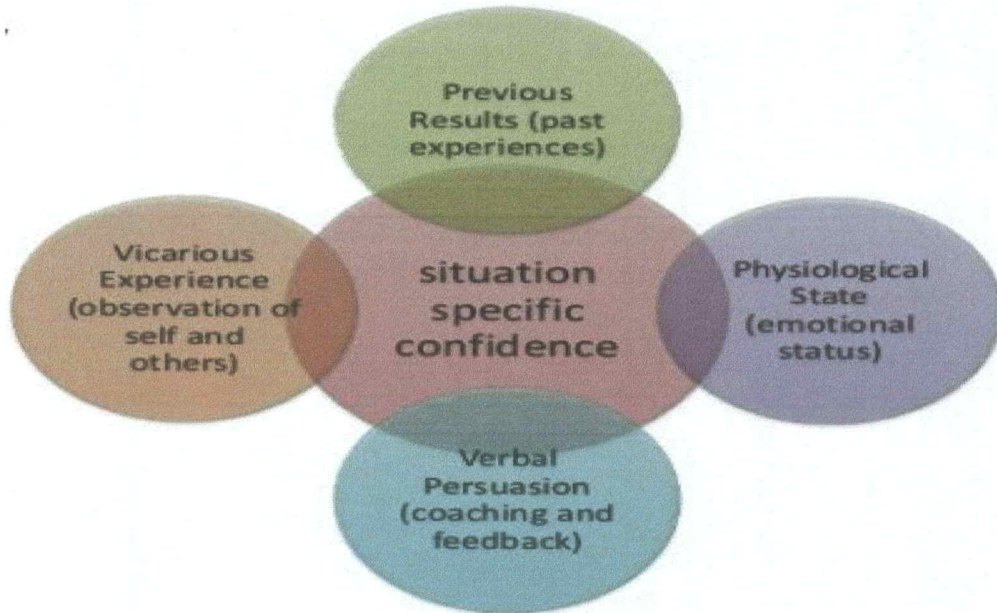 Previous
Results (past
experiences)
Vicarious
Experience
(observation of
self and
others)
situation
specific
confidence
Physiological
State
(emotional
status)
Verbal
Persuasion
(coaching and
feedback)